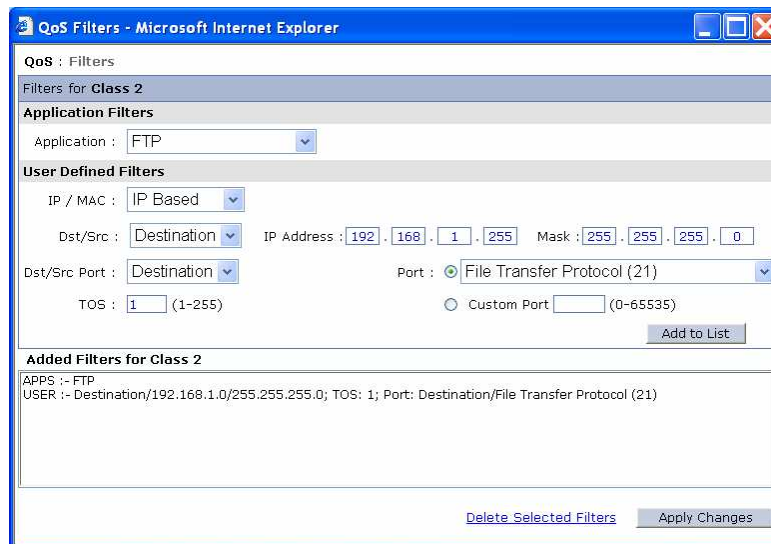 QoS Filters - Microsoft Internet Explorer
QoS : Filters
Filters for Class 2
Application Filters
Application : FTP
User Defined Filters
IP / MAC : IP Based
Dst/Src : Destination IP Address : 192 . 168 . 1 . 255 Mask : 255 . 255 . 255 . 0
Dst/Src Port : Destination Port : File Transfer Protocol (21)
TOS : 1 (1-255) Custom Port (0-65535)
Add to List
Added Filters for Class 2
APPS :- FTP
USER :- Destination/192.168.1.0/255.255.255.0; TOS: 1; Port: Destination/File Transfer Protocol (21)
Delete Selected Filters Apply Changes